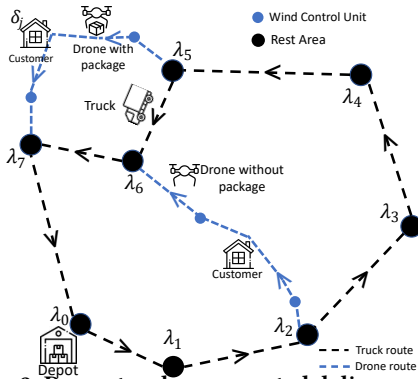 δᵢ
Customer
Drone with
package
Wind Control Unit
Rest Area
λ₅
λ₄
Truck
λ₇
λ₆
Drone without
package
λ₃
Customer
λ₀
λ₁
λ₂
Depot
Truck route
Drone route